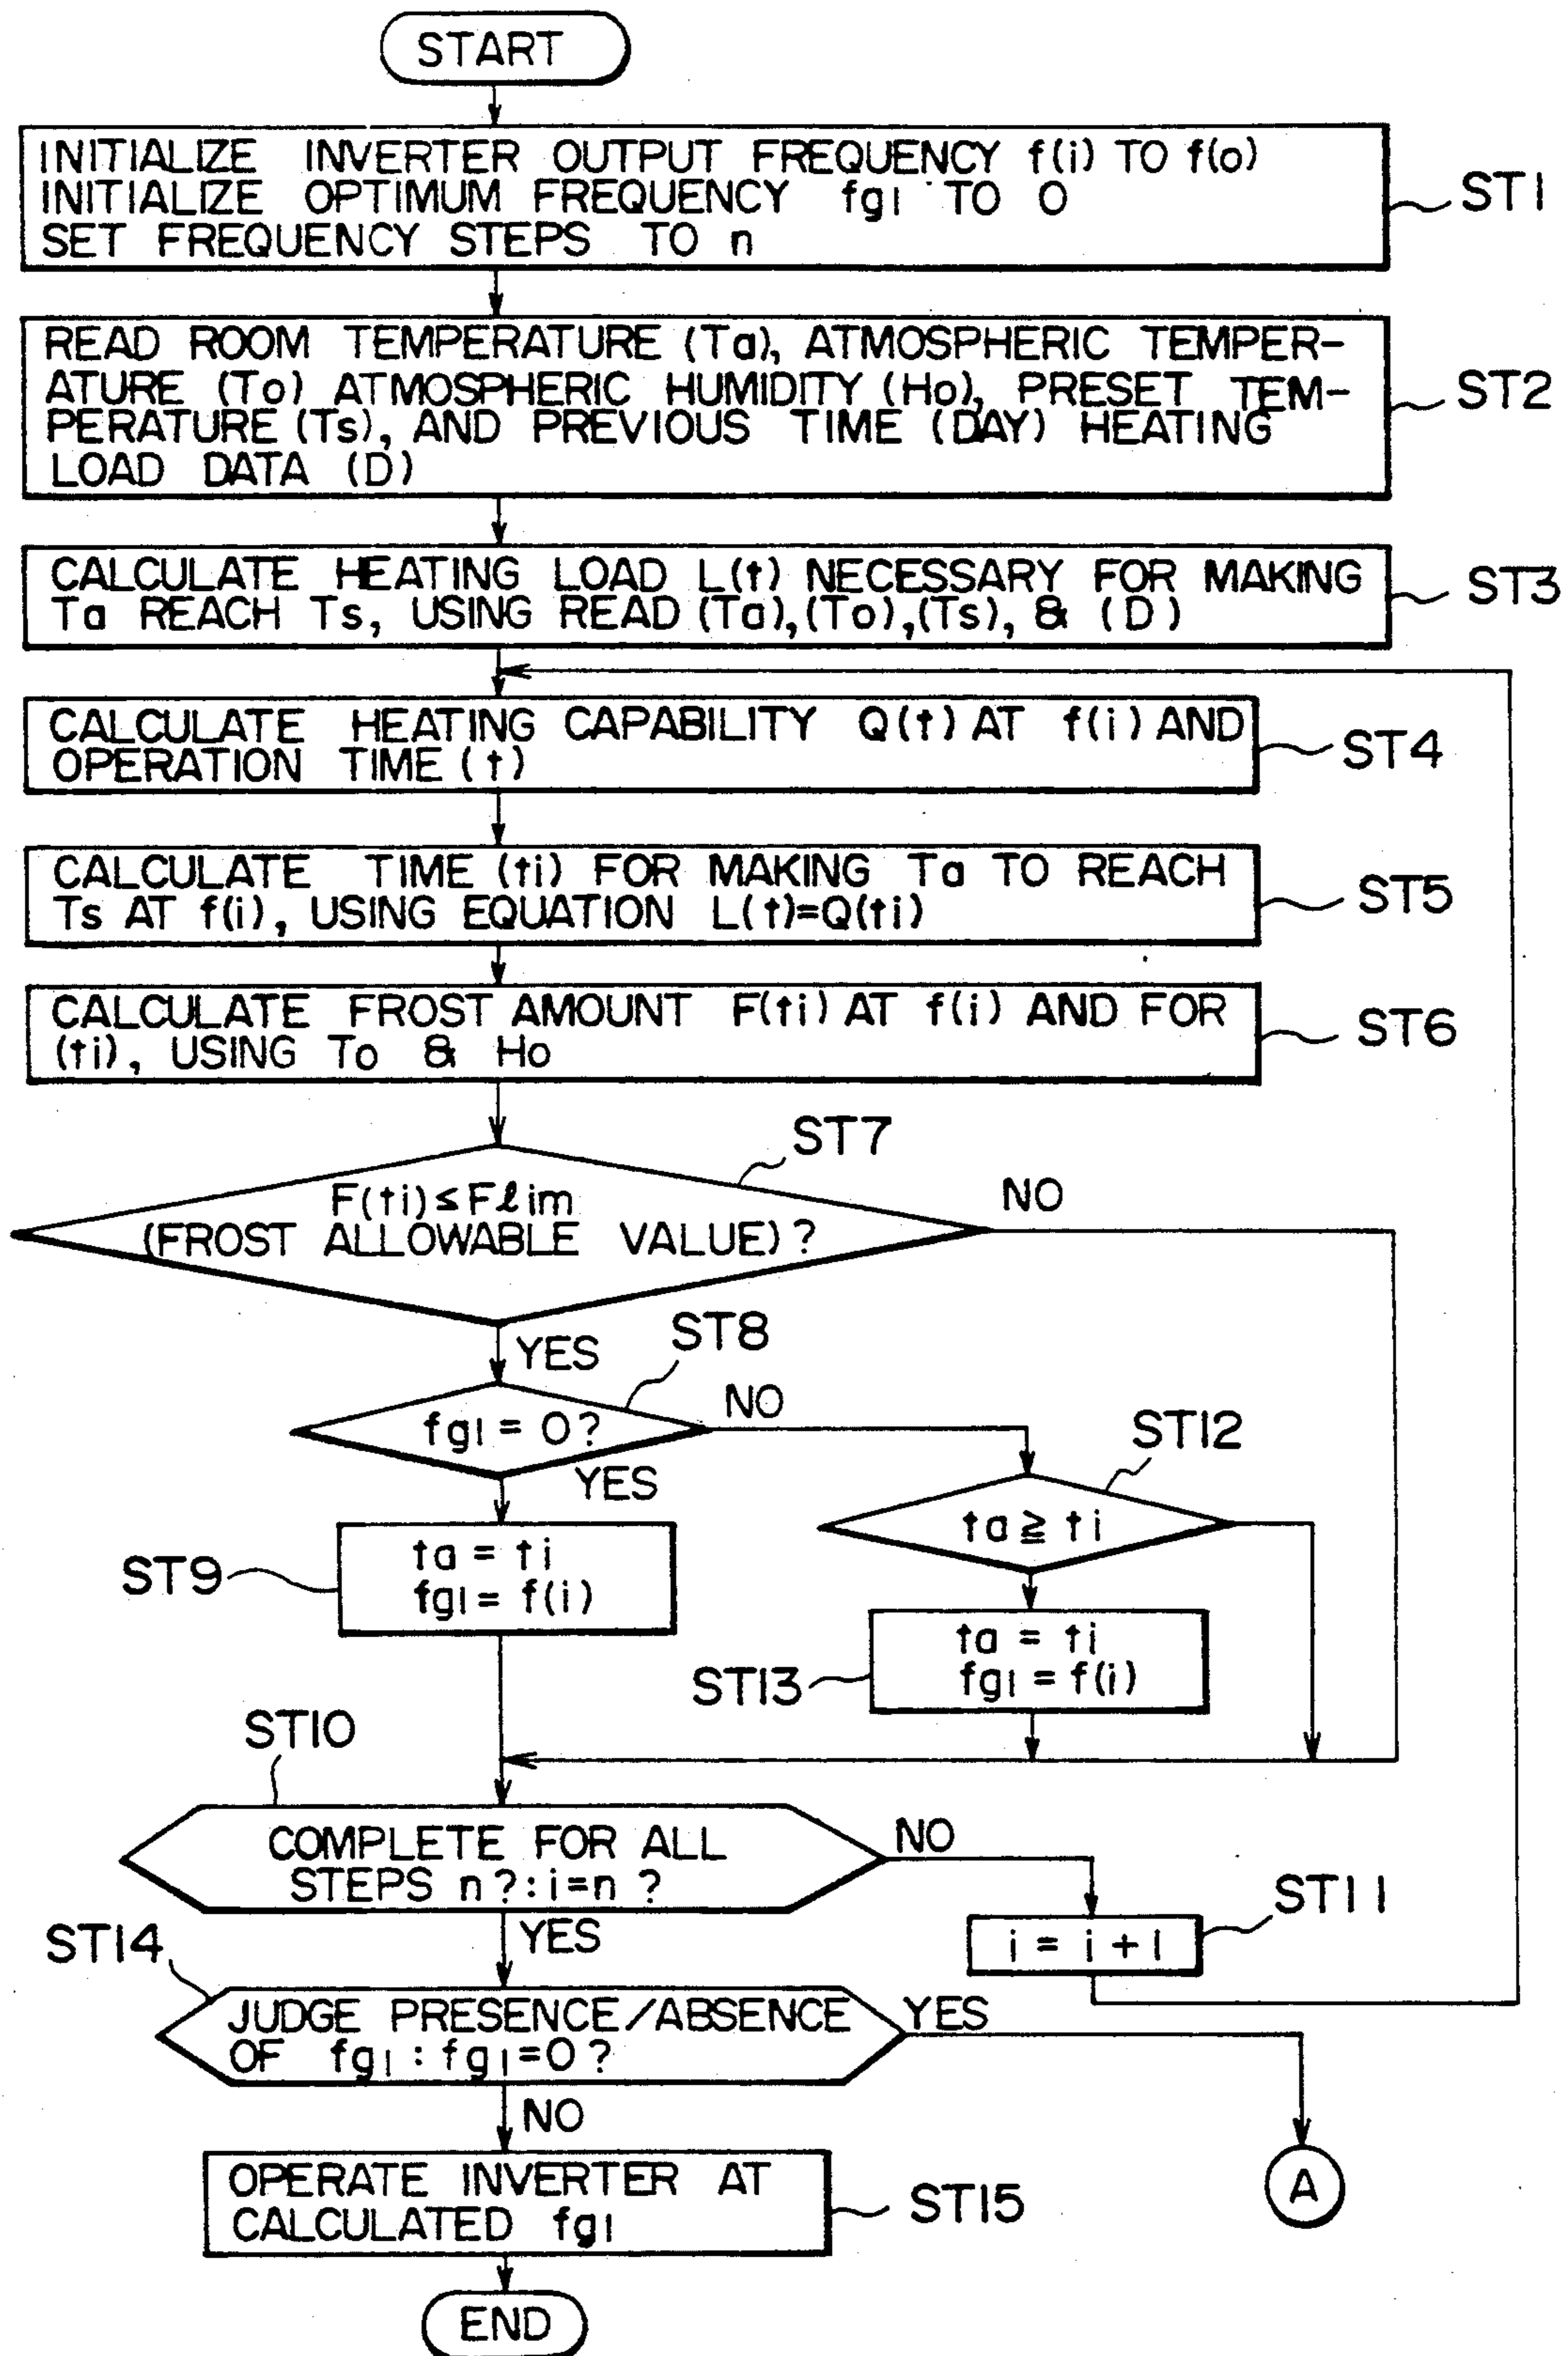 START
INITIALIZE INVERTER OUTPUT FREQUENCY f(i) TO f(o)
INITIALIZE OPTIMUM FREQUENCY fg1 TO 0
SET FREQUENCY STEPS TO n
ST1
READ ROOM TEMPERATURE (Ta), ATMOSPHERIC TEMPER-
ATURE (To) ATMOSPHERIC HUMIDITY (Ho), PRESET TEM-
PERATURE (Ts), AND PREVIOUS TIME (DAY) HEATING
LOAD DATA (D)
ST2
CALCULATE HEATING LOAD L(t) NECESSARY FOR MAKING
Ta REACH Ts, USING READ (Ta),(To),(Ts), & (D)
ST3
CALCULATE HEATING CAPABILITY Q(t) AT f(i) AND
OPERATION TIME (t)
ST4
CALCULATE TIME (ti) FOR MAKING Ta TO REACH
Ts AT f(i), USING EQUATION L(t)=Q(ti)
ST5
CALCULATE FROST AMOUNT F(ti) AT f(i) AND FOR
(ti), USING To & Ho
ST6
ST7
F(ti)≤Fℓim
(FROST ALLOWABLE VALUE)?
NO
YES
ST8
fg1 = 0?
NO
YES
ST12
ta ≧ ti
ST9
ta = ti
fg1 = f(i)
ST13
ta = ti
fg1 = f(i)
ST10
COMPLETE FOR ALL
STEPS n?: i=n ?
NO
YES
ST11
i = i + 1
ST14
JUDGE PRESENCE/ABSENCE
OF fg1 : fg1=0?
YES
NO
A
OPERATE INVERTER AT
CALCULATED fg1
ST15
END